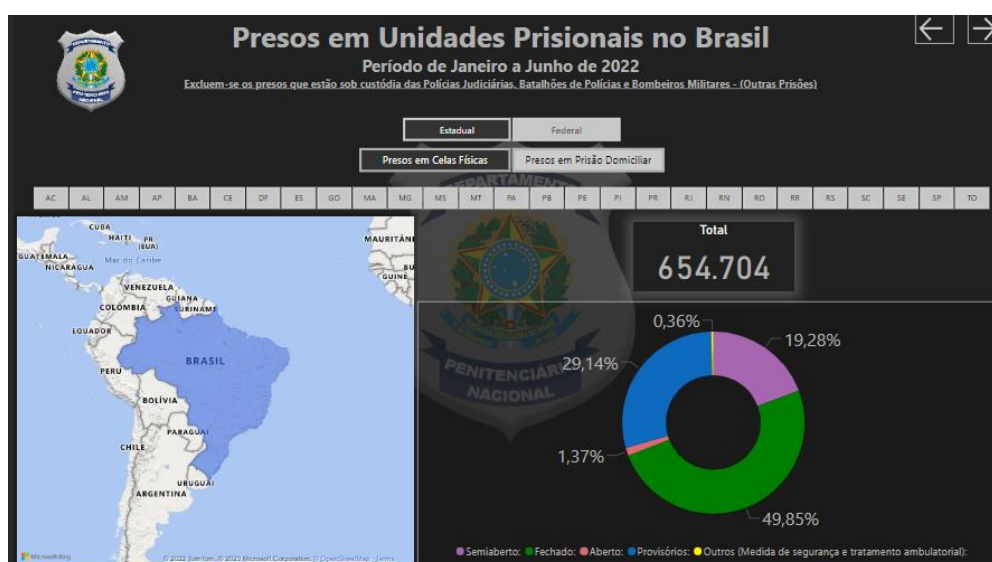 Presos em Unidades Prisionais no Brasil
Período de Janeiro a Junho de 2022
Excluem-se os presos que estão sob custódia das Polícias Judiciárias, Batalhões de Polícias e Bombeiros Militares - (Outras Prisões)
Estadual Federal
Presos em Celas Físicas Presos em Prisão Domiciliar
AC AL AM AP BA CE DF ES GO MA MG MS MT PA PB PE PI PR RJ RN RO RR RS SC SE SP TO
CUBA
HAITI PR
(EUA)
MAURITÂNI
GUATEMALA
Mar do Caribe
NICARÁGUA
BU
GUINÉ
VENEZUELA
GUIANA
COLÔMBIA SURINAME
EQUADOR
BRASIL
PERU
BOLÍVIA
PARAGUAI
CHILE
URUGUAI
ARGENTINA
Microsoft Bing
© 2022 TomTom, © 2023 Microsoft Corporation, © OpenStreetMap Terms
DEPARTAMENTO
PENITENCIÁRIO
NACIONAL
Total
654.704
0,36%
19,28%
29,14%
1,37%
49,85%
Semiaberto: Fechado: Aberto: Provisórios: Outros (Medida de segurança e tratamento ambulatorial):